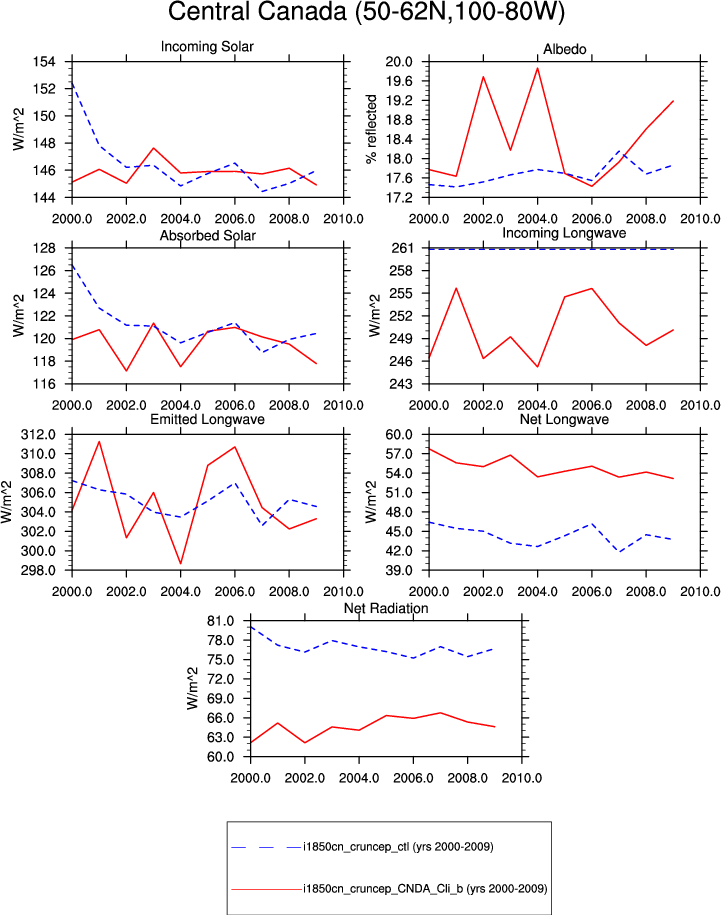 Central Canada (50-62N,100-80W)
Incoming Solar
W/m^2
154
152
150
148
146
144
2000.0 2002.0 2004.0 2006.0 2008.0 2010.0
Albedo
% reflected
20.0
19.6
19.2
18.8
18.4
18.0
17.6
17.2
2000.0 2002.0 2004.0 2006.0 2008.0 2010.0
Absorbed Solar
W/m^2
128
126
124
122
120
118
116
2000.0 2002.0 2004.0 2006.0 2008.0 2010.0
Incoming Longwave
W/m^2
261
258
255
252
249
246
243
2000.0 2002.0 2004.0 2006.0 2008.0 2010.0
Emitted Longwave
W/m^2
312.0
310.0
308.0
306.0
304.0
302.0
300.0
298.0
2000.0 2002.0 2004.0 2006.0 2008.0 2010.0
Net Longwave
W/m^2
60.0
57.0
54.0
51.0
48.0
45.0
42.0
39.0
2000.0 2002.0 2004.0 2006.0 2008.0 2010.0
Net Radiation
W/m^2
81.0
78.0
75.0
72.0
69.0
66.0
63.0
60.0
2000.0 2002.0 2004.0 2006.0 2008.0 2010.0
i1850cn_cruncep_ctl (yrs 2000-2009)
i1850cn_cruncep_CNDA_Cli_b (yrs 2000-2009)